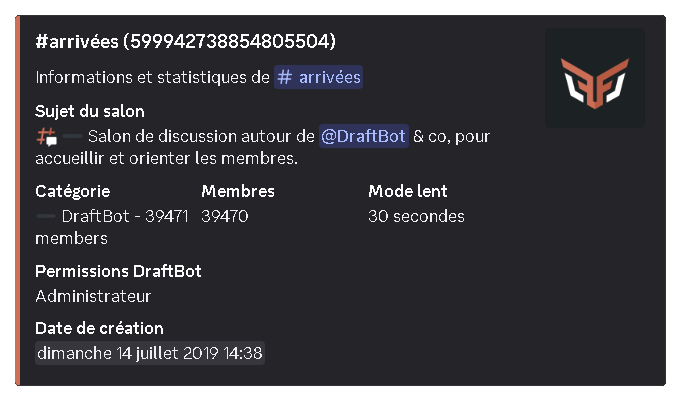 #arrivées (599942738854805504)
Informations et statistiques de # arrivées
Sujet du salon
Salon de discussion autour de @DraftBot & co, pour
accueillir et orienter les membres.
Catégorie Membres Mode lent
DraftBot - 39471 39470 30 secondes
members
Permissions DraftBot
Administrateur
Date de création
dimanche 14 juillet 2019 14:38